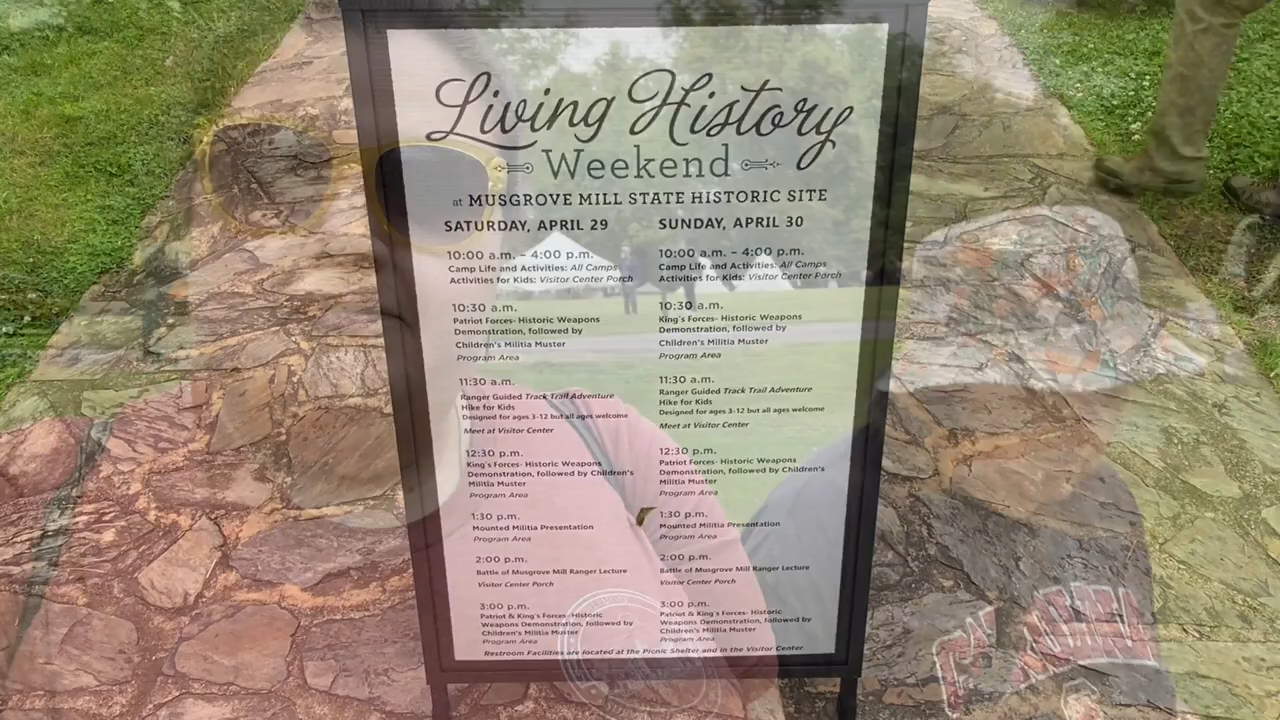 Living History
Weekend
at MUSGROVE MILL STATE HISTORIC SITE
SATURDAY, APRIL 29
10:00 a.m. – 4:00 p.m.
Camp Life and Activities: All Camps
Activities for Kids: Visitor Center Porch
10:30 a.m.
Patriot Forces- Historic Weapons
Demonstration, followed by
Children's Militia Muster
Program Area
11:30 a.m.
Ranger Guided Track Trail Adventure
Hike for Kids
Designed for ages 3-12 but all ages welcome
Meet at Visitor Center
12:30 p.m.
King's Forces- Historic Weapons
Demonstration, followed by Children's
Militia Muster
Program Area
1:30 p.m.
Mounted Militia Presentation
Program Area
2:00 p.m.
Battle of Musgrove Mill Ranger Lecture
Visitor Center Porch
3:00 p.m.
Patriot & King's Forces- Historic
Weapons Demonstration, followed by
Children's Militia Muster
Program Area
SUNDAY, APRIL 30
10:00 a.m. – 4:00 p.m.
Camp Life and Activities: All Camps
Activities for Kids: Visitor Center Porch
10:30 a.m.
King's Forces- Historic Weapons
Demonstration, followed by
Children's Militia Muster
Program Area
11:30 a.m.
Ranger Guided Track Trail Adventure
Hike for Kids
Designed for ages 3-12 but all ages welcome
Meet at Visitor Center
12:30 p.m.
Patriot Forces- Historic Weapons
Demonstration, followed by Children's
Militia Muster
Program Area
1:30 p.m.
Mounted Militia Presentation
Program Area
2:00 p.m.
Battle of Musgrove Mill Ranger Lecture
Visitor Center Porch
3:00 p.m.
Patriot & King's Forces- Historic
Weapons Demonstration, followed by
Children's Militia Muster
Program Area
Restroom Facilities are located at the Picnic Shelter and in the Visitor Center